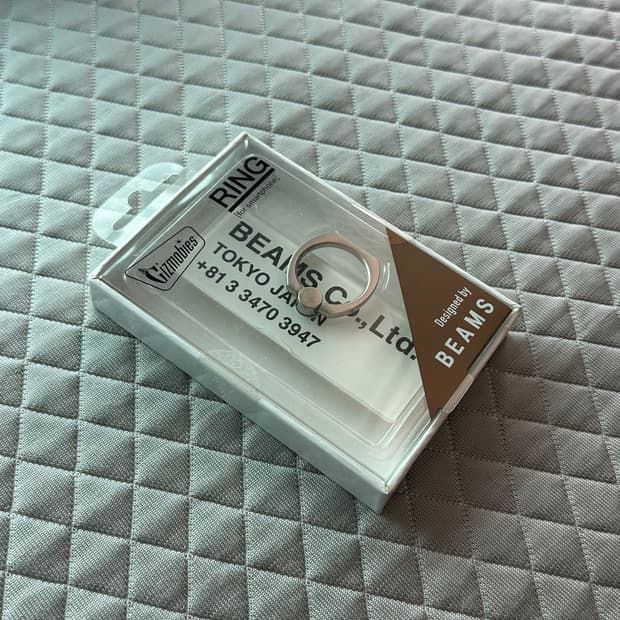 RING
(for smartphone)
Gizmobies
BEAMS Co., Ltd.
TOKYO JAPAN
+81 3 3470 3947
Designed by
BEAMS